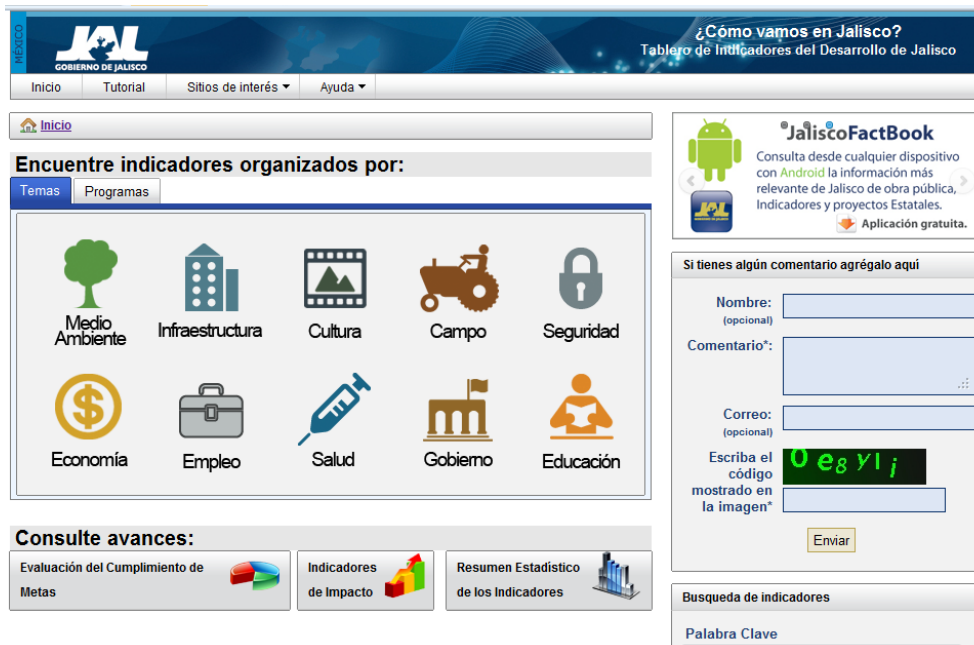 MÉXICO
JAL
GOBIERNO DE JALISCO
¿Cómo vamos en Jalisco?
Tablero de Indicadores del Desarrollo de Jalisco
Inicio Tutorial Sitios de interés Ayuda
Inicio
Encuentre indicadores organizados por:
Temas Programas
Medio
Ambiente
Infraestructura
Cultura
Campo
Seguridad
Economía
Empleo
Salud
Gobierno
Educación
Consulte avances:
Evaluación del Cumplimiento de
Metas
Indicadores
de Impacto
Resumen Estadistico
de los Indicadores
JaliscoFactBook
Consulta desde cualquier dispositivo
con Android la información más
relevante de Jalisco de obra pública,
Indicadores y proyectos Estatales.
Aplicación gratuita.
JAL
Si tienes algún comentario agrégalo aqui
Nombre:
(opcional)
Comentario*:
Correo:
(opcional)
Escriba el
código
mostrado en
la imagen*
0e8yli
Enviar
Busqueda de indicadores
Palabra Clave